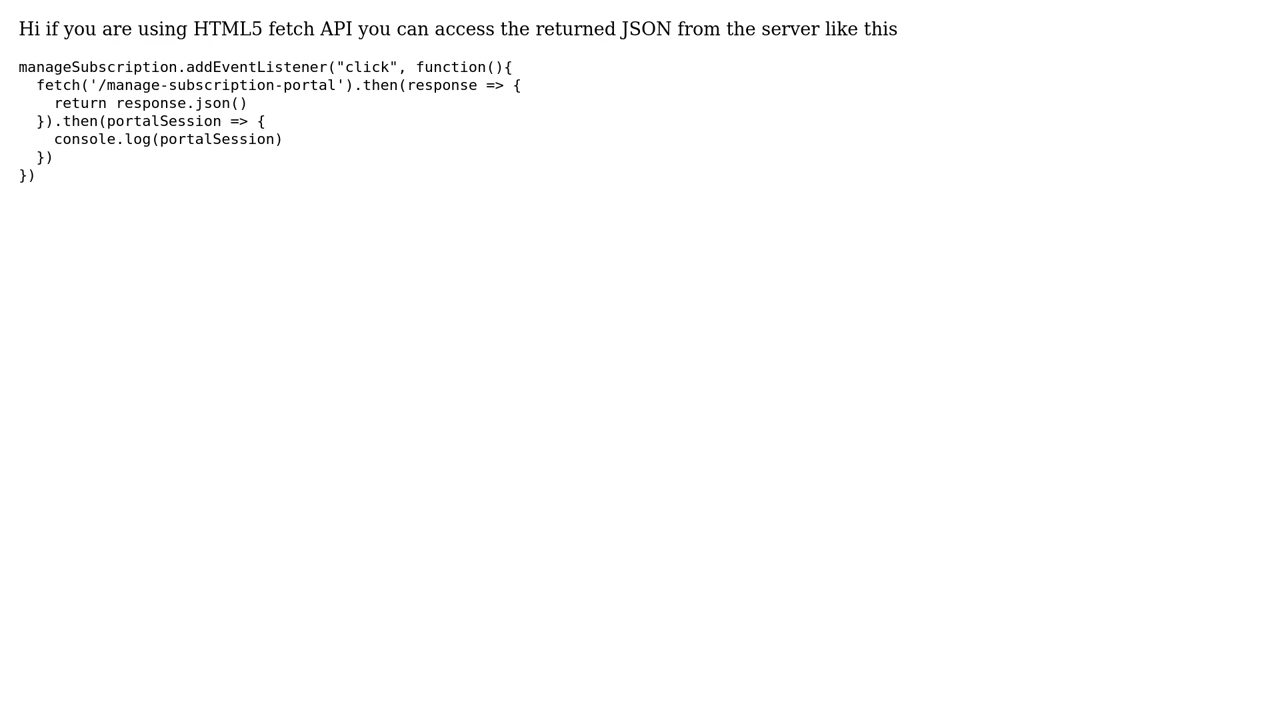 Hi if you are using HTML5 fetch API you can access the returned JSON from the server like this
manageSubscription.addEventListener("click", function(){
  fetch('/manage-subscription-portal').then(response => {
    return response.json()
  }).then(portalSession => {
    console.log(portalSession)
  })
})